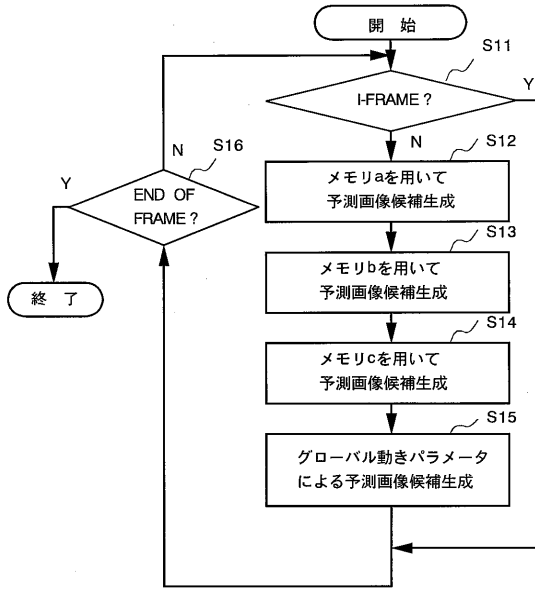 開 始
S11
I-FRAME ?
Y
N
S12
メモリaを用いて
予測画像候補生成
S13
メモリbを用いて
予測画像候補生成
S14
メモリcを用いて
予測画像候補生成
S15
グローバル動きパラメータ
による予測画像候補生成
N
S16
Y
END OF
FRAME ?
終 了